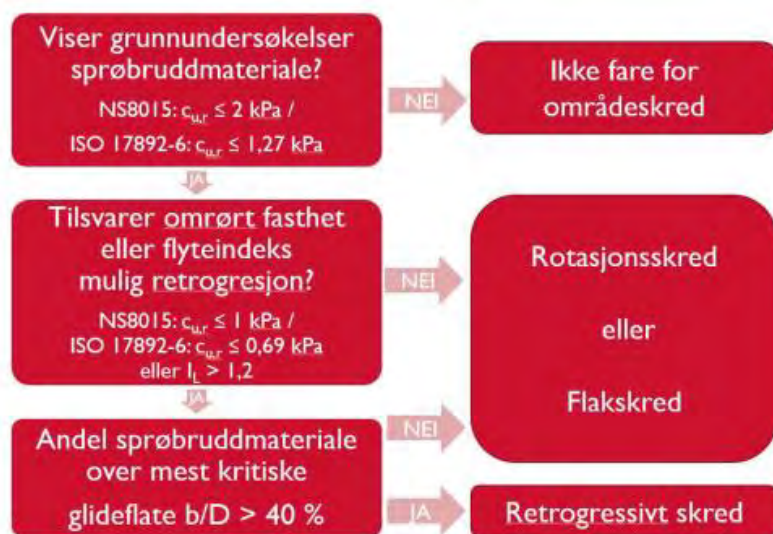 Viser grunnundersøkelser
sprøbruddmateriale?
NS8015: cu,r ≤ 2 kPa /
ISO 17892-6: cu,r ≤ 1,27 kPa
NEI
Ikke fare for
områdeskred
JA
Tilsvarer omrørt fasthet
eller flyteindeks
mulig retrogresjon?
NS8015: cu,r ≤ 1 kPa /
ISO 17892-6: cu,r ≤ 0,69 kPa
eller IL > 1,2
NEI
Rotasjonsskred
eller
Flakskred
JA
Andel sprøbruddmateriale
over mest kritiske
glideflate b/D > 40 %
NEI
JA
Retrogressivt skred